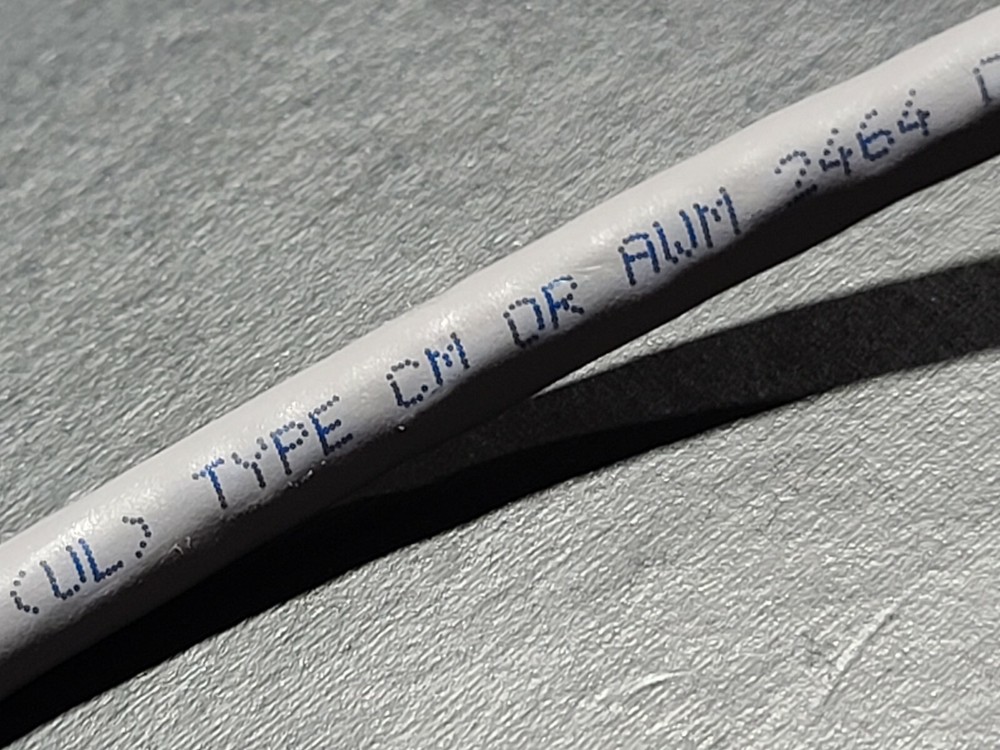 (UL) TYPE CM OR AWM 2464